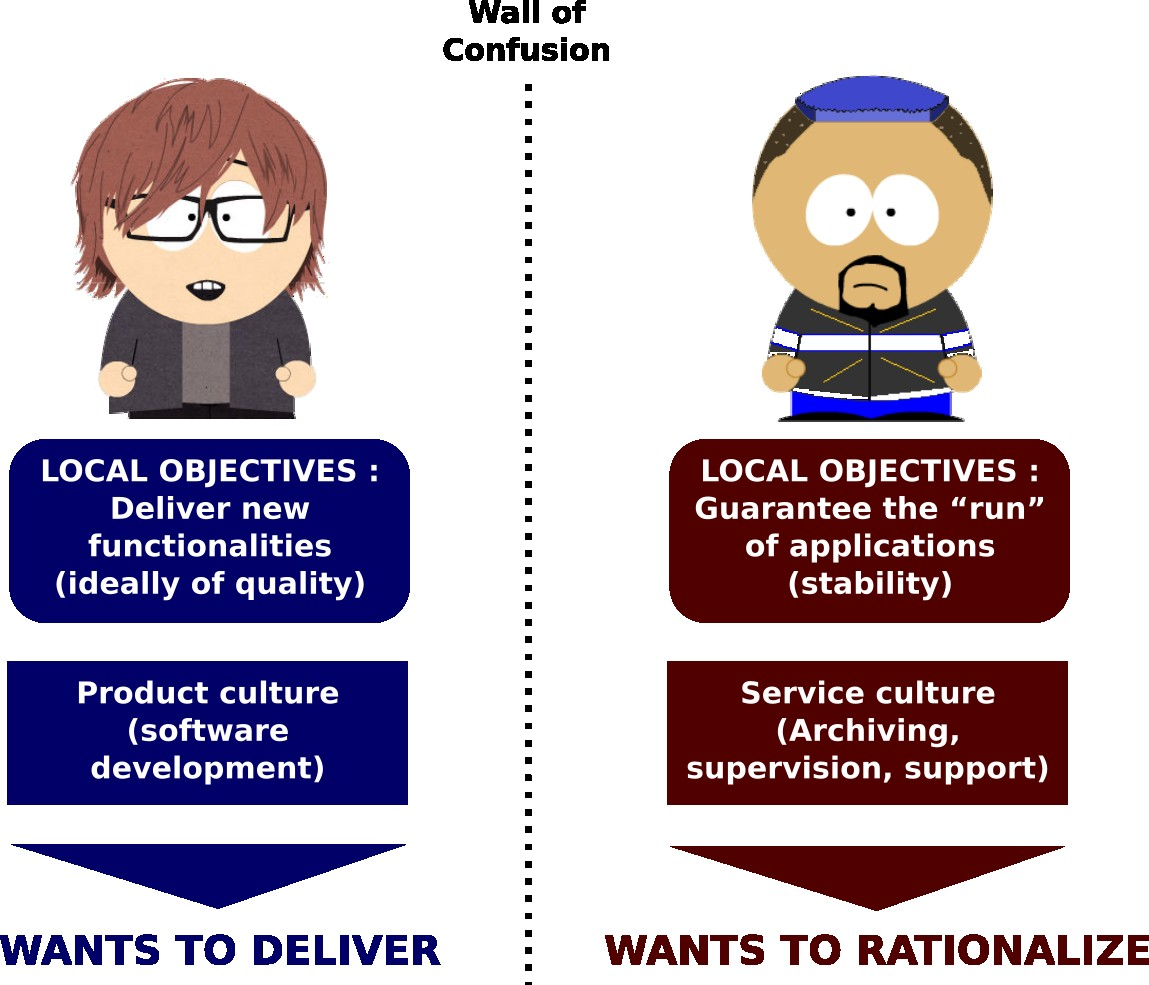 Wall of
Confusion
LOCAL OBJECTIVES :
Deliver new
functionalities
(ideally of quality)
Product culture
(software
development)
WANTS TO DELIVER
LOCAL OBJECTIVES :
Guarantee the “run”
of applications
(stability)
Service culture
(Archiving,
supervision, support)
WANTS TO RATIONALIZE